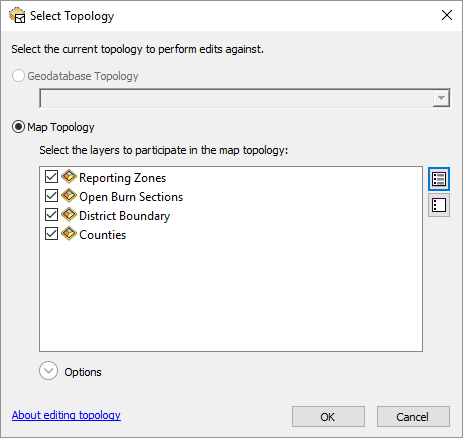 Select Topology
Select the current topology to perform edits against.
Geodatabase Topology
Map Topology
Select the layers to participate in the map topology:
Reporting Zones
Open Burn Sections
District Boundary
Counties
Options
About editing topology
OK
Cancel